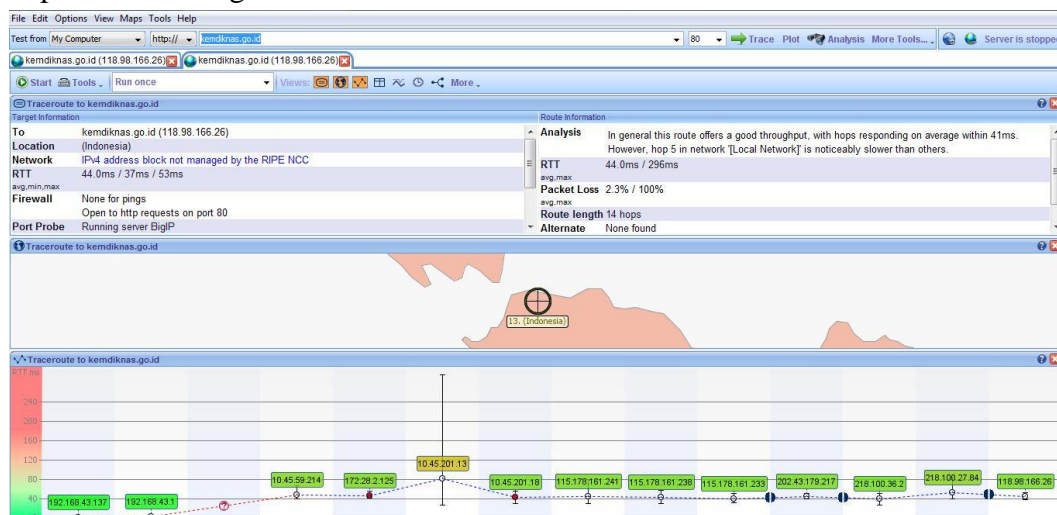 File Edit Options View Maps Tools Help
Test from My Computer http:// kemdiknas.go.id 80 Trace Plot Analysis More Tools... Server is stopped
kemdiknas.go.id (118.98.166.26) kemdiknas.go.id (118.98.166.26)
Start Tools Run once Views: More
Traceroute to kemdiknas.go.id
Target Information Route Information
To kemdiknas.go.id (118.98.166.26)
Location (Indonesia)
Network IPv4 address block not managed by the RIPE NCC
RTT 44.0ms / 37ms / 53ms
avg,min,max
Firewall None for pings
Open to http requests on port 80
Port Probe Running server BigIP
Analysis In general this route offers a good throughput, with hops responding on average within 41ms.
However, hop 5 in network '[Local Network]' is noticeably slower than others.
RTT 44.0ms / 296ms
avg,max
Packet Loss 2.3% / 100%
avg,max
Route length 14 hops
Alternate None found
Traceroute to kemdiknas.go.id
13. (Indonesia)
Traceroute to kemdiknas.go.id
RTT ms
240
200
160
120
80
40
192.168.43.137 192.168.43.1 10.45.59.214 172.28.2.125 10.45.201.13 10.45.201.18 115.178.161.241 115.178.161.238 115.178.161.233 202.43.179.217 218.100.36.2 218.100.27.84 118.98.166.26